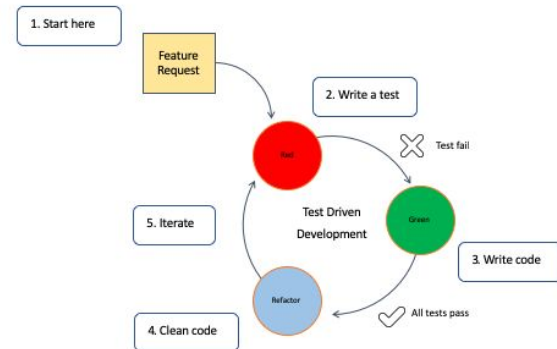 1. Start here
Feature
Request
2. Write a test
Red
Test fail
5. Iterate
Test Driven
Development
Green
3. Write code
Refactor
4. Clean code
All tests pass